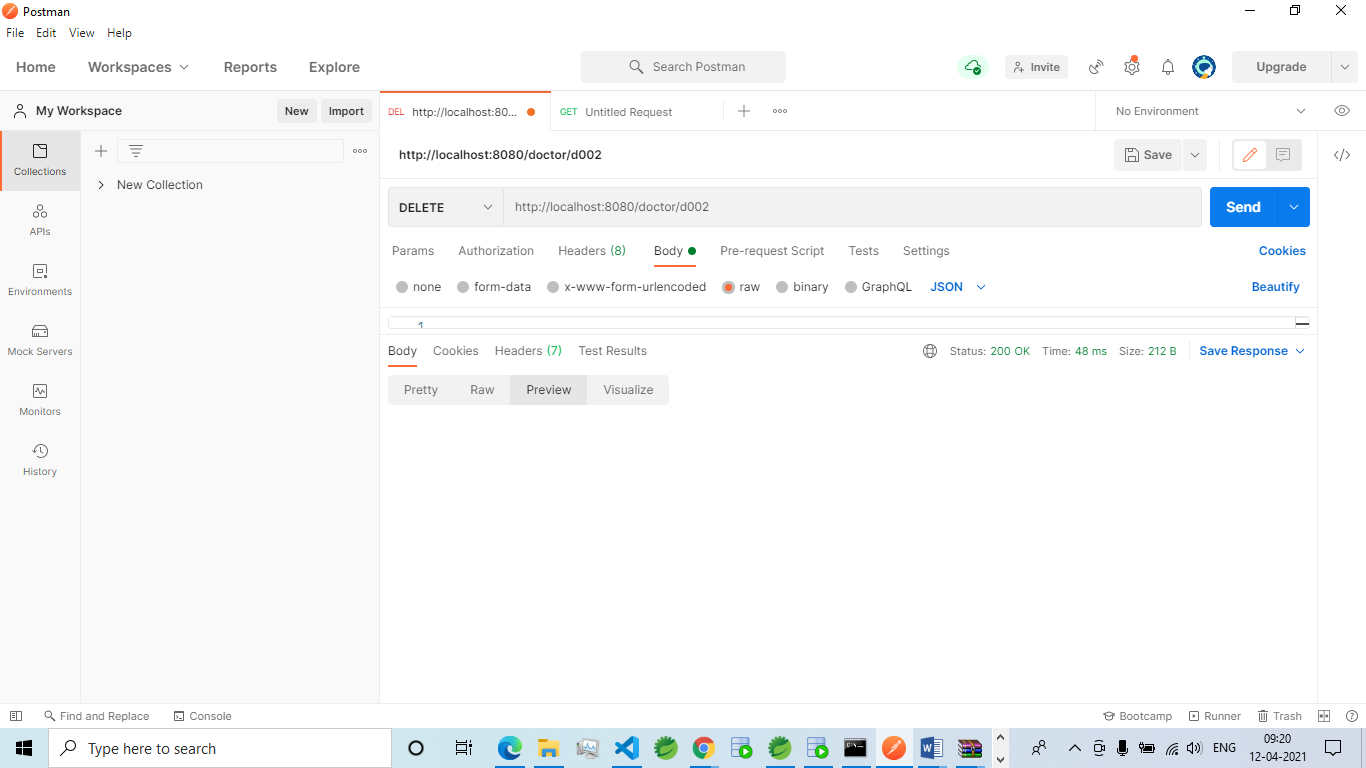 Postman
File Edit View Help
Home Workspaces Reports Explore Search Postman Invite Upgrade
My Workspace New Import DEL http://localhost:80... GET Untitled Request No Environment
Collections
New Collection
http://localhost:8080/doctor/d002 Save
DELETE http://localhost:8080/doctor/d002 Send
APIs
Params Authorization Headers (8) Body Pre-request Script Tests Settings Cookies
Environments
none form-data x-www-form-urlencoded raw binary GraphQL JSON Beautify
1
Mock Servers
Body Cookies Headers (7) Test Results Status: 200 OK Time: 48 ms Size: 212 B Save Response
Pretty Raw Preview Visualize
Monitors
History
Find and Replace Console Bootcamp Runner Trash
Type here to search ENG 09:20
12-04-2021